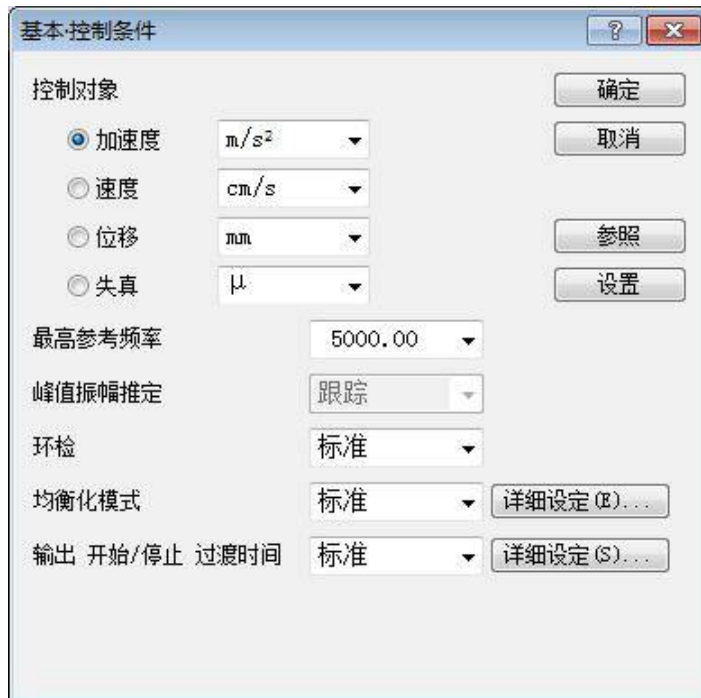 基本·控制条件
控制对象 确定
加速度 m/s² 取消
速度 cm/s
位移 mm 参照
失真 μ 设置
最高参考频率 5000.00
峰值振幅推定 跟踪
环检 标准
均衡化模式 标准 详细设定(E)...
输出 开始/停止 过渡时间 标准 详细设定(S)...